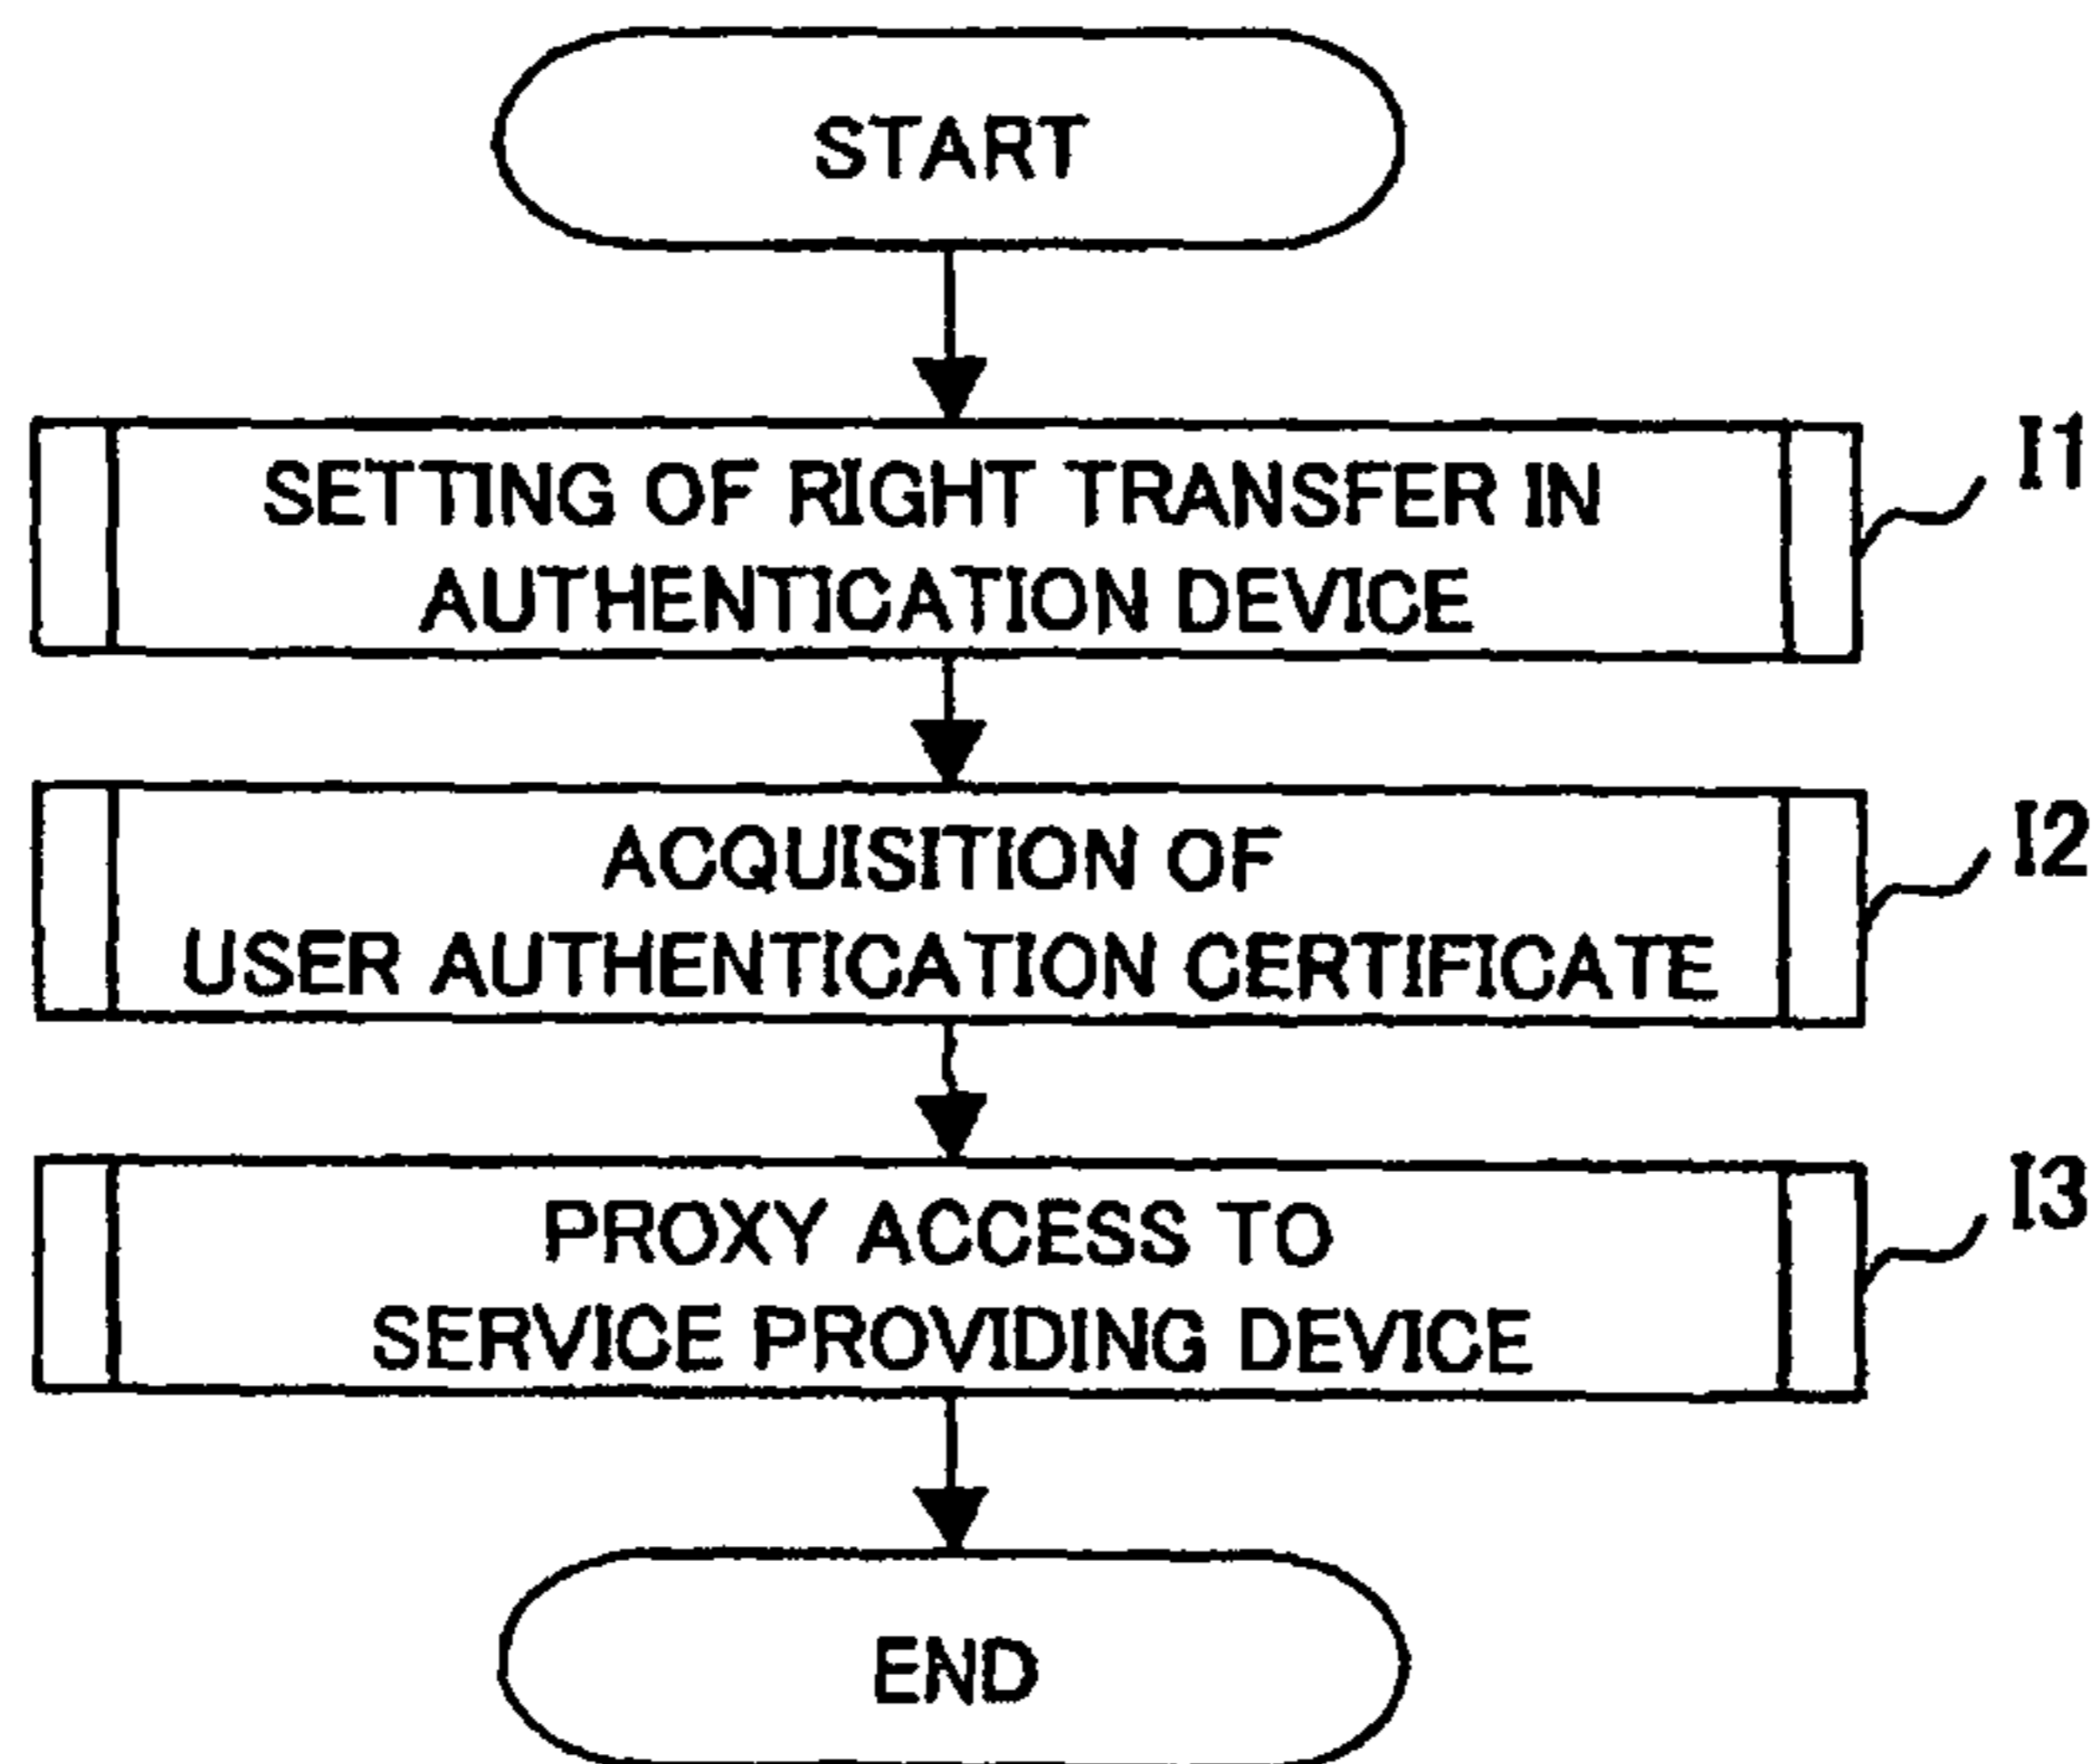 START
SETTING OF RIGHT TRANSFER IN
AUTHENTICATION DEVICE
I1
ACQUISITION OF
USER AUTHENTICATION CERTIFICATE
I2
PROXY ACCESS TO
SERVICE PROVIDING DEVICE
I3
END